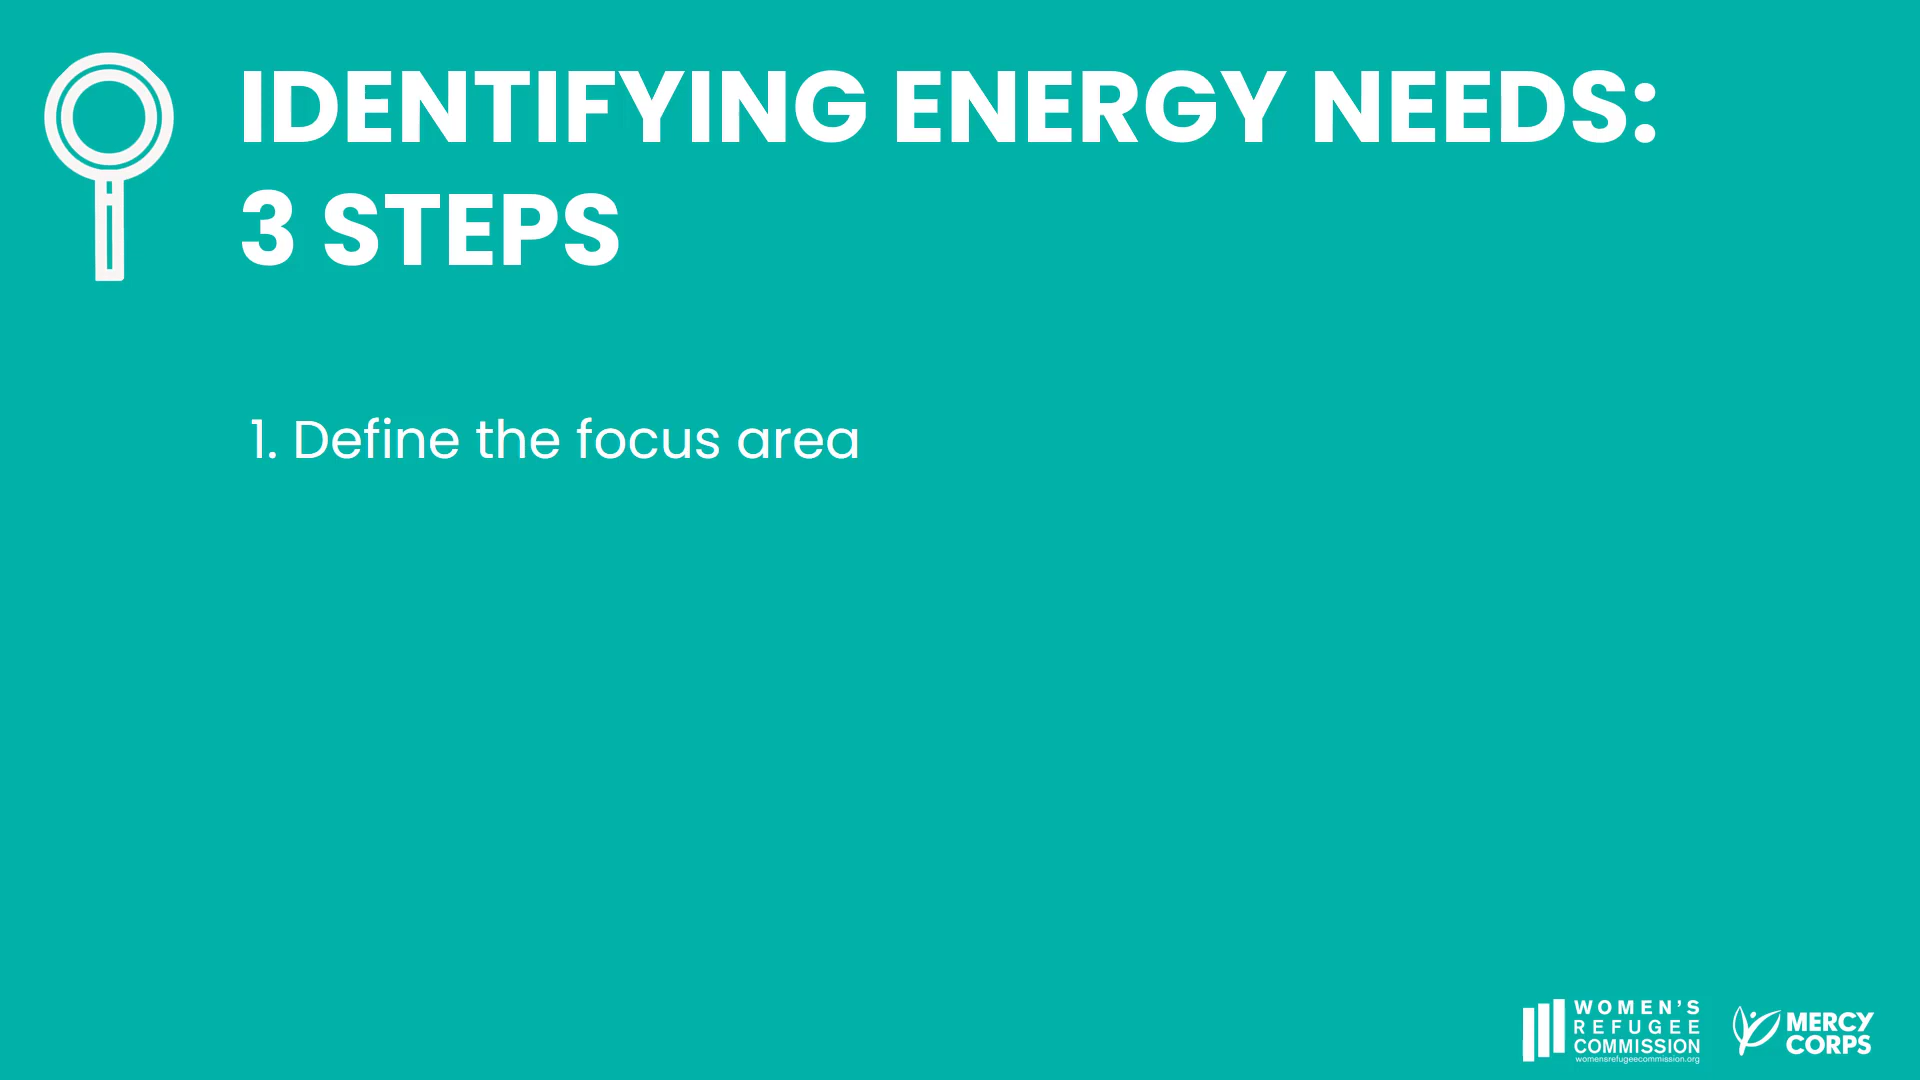 IDENTIFYING ENERGY NEEDS:
3 STEPS
1. Define the focus area
WOMEN'S
REFUGEE
COMMISSION
womensrefugeecommission.org
MERCY
CORPS